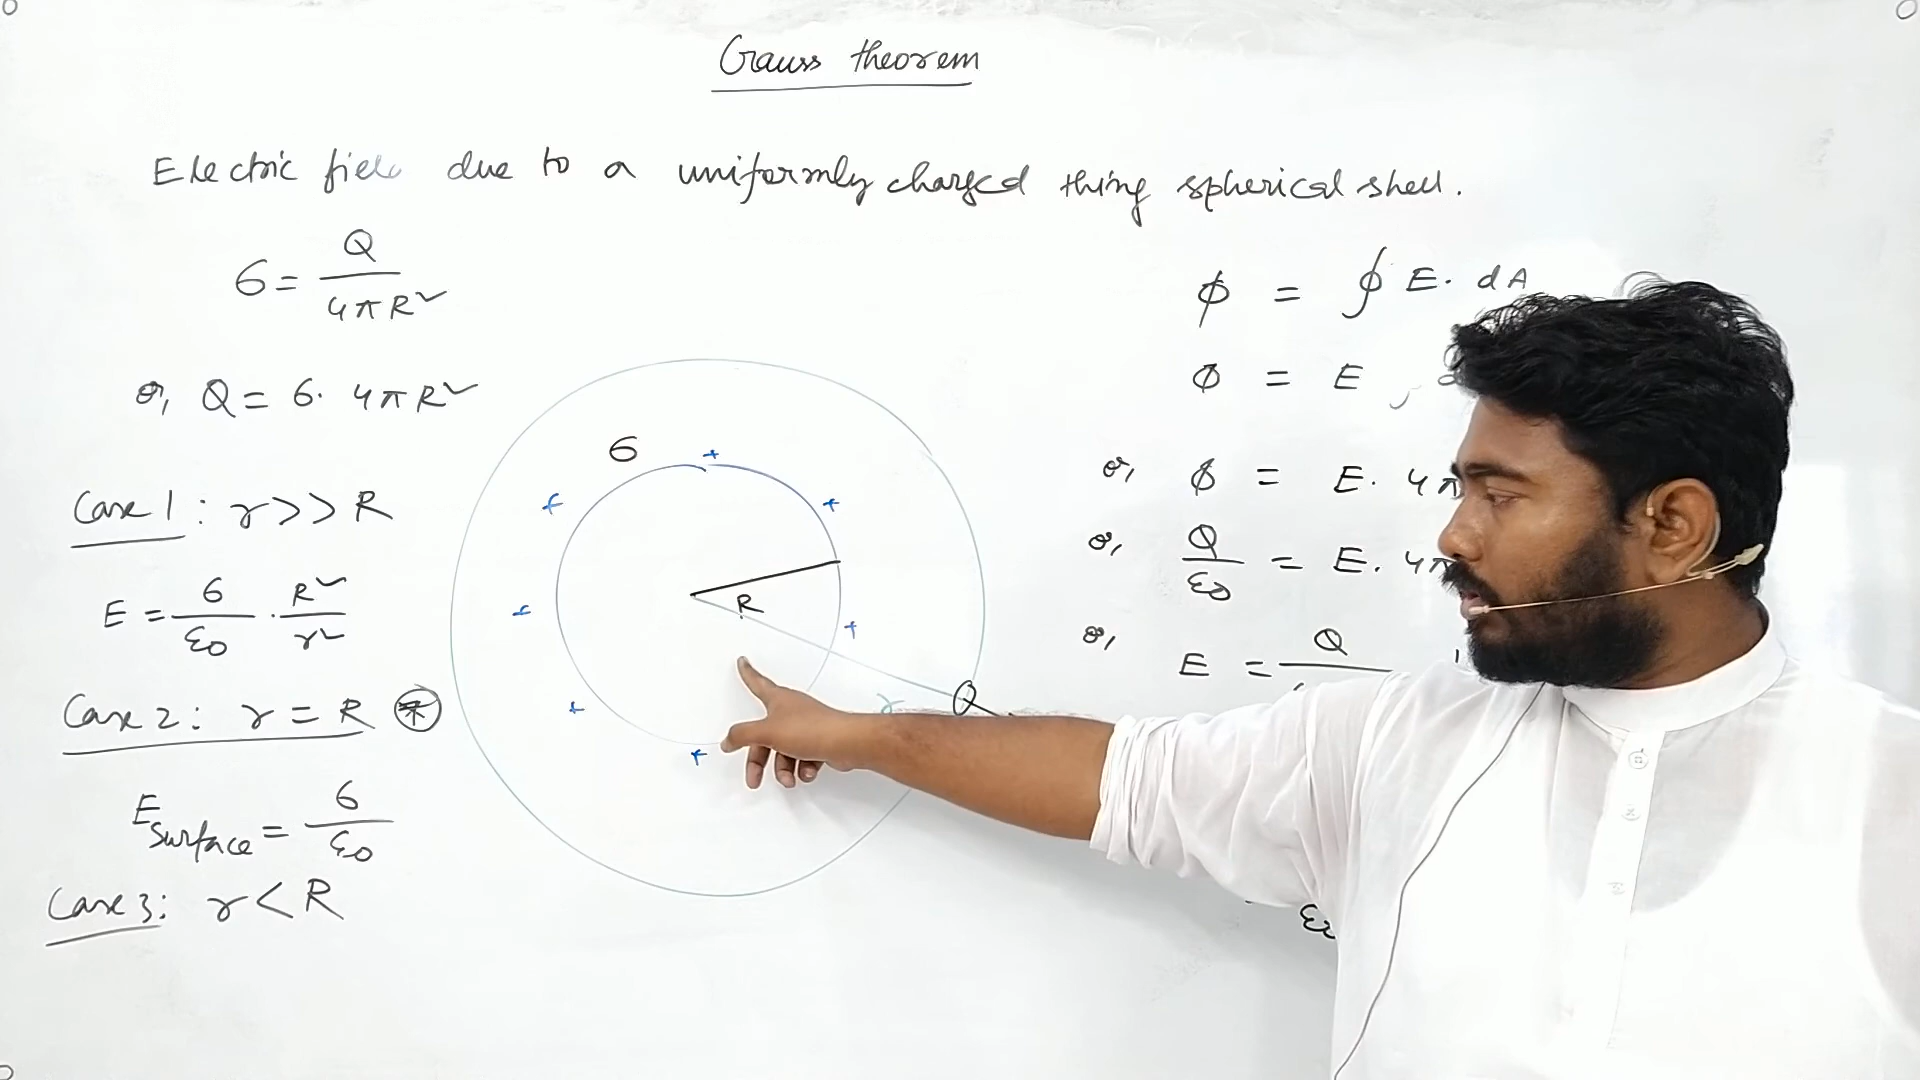 Gauss theorem
Electric field due to a uniformly charged thing spherical shell.
σ = Q / 4πR²
or, Q = σ. 4πR²
Case 1 : r >> R
E = σ / ε0 . R² / r²
Case 2 : r = R *
E surface = σ / ε0
Case 3 : r < R
σ
+ + + + + + + +
R
r
Q
φ = ∮ E. dA
φ = E
or, φ = E. 4π
or, Q / ε0 = E. 4π
or, E = Q
ε0